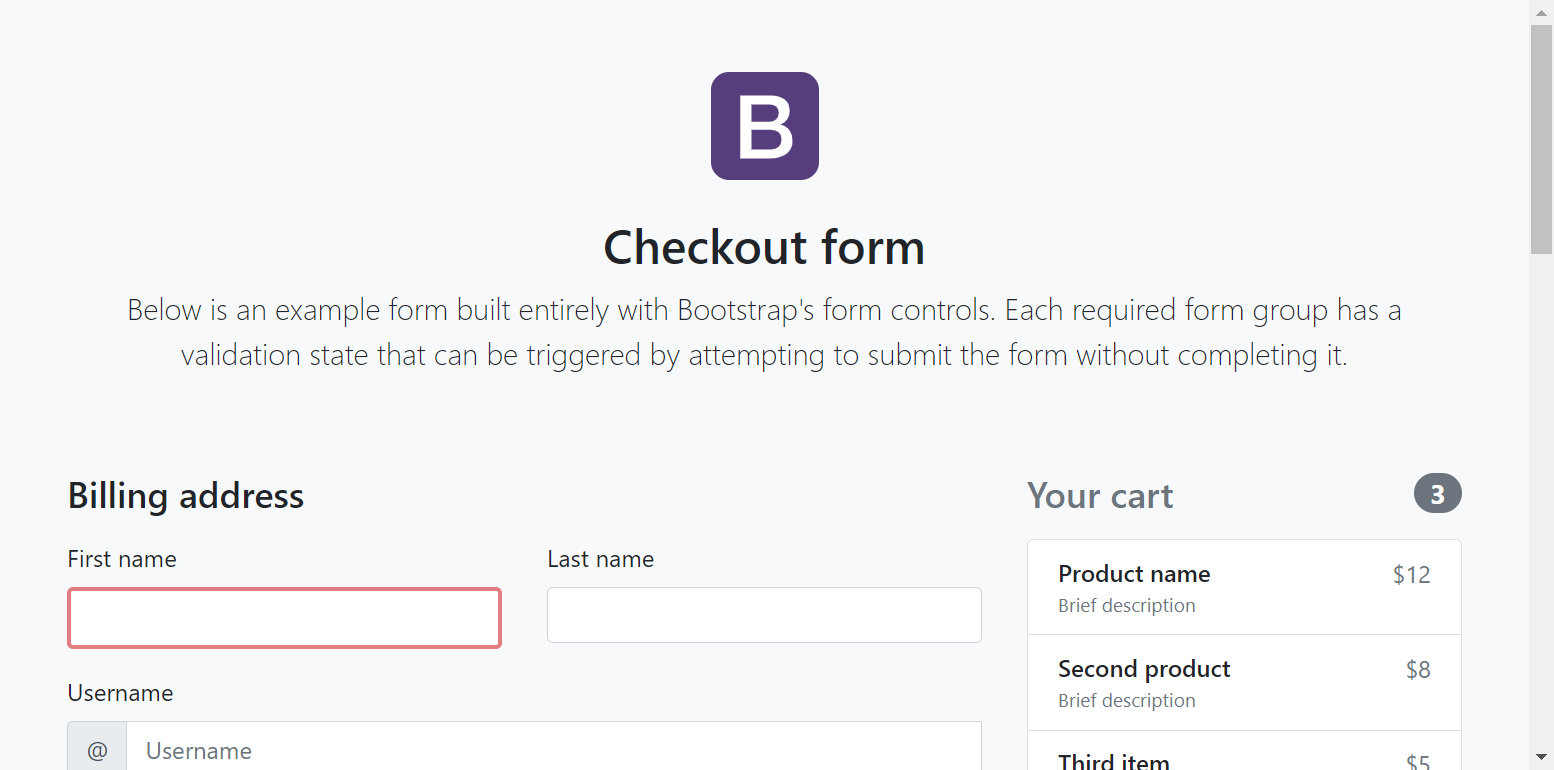 B
Checkout form
Below is an example form built entirely with Bootstrap's form controls. Each required form group has a
validation state that can be triggered by attempting to submit the form without completing it.
Billing address
First name
Last name
Username
@
Username
Your cart
3
Product name
$12
Brief description
Second product
$8
Brief description
Third item
$5